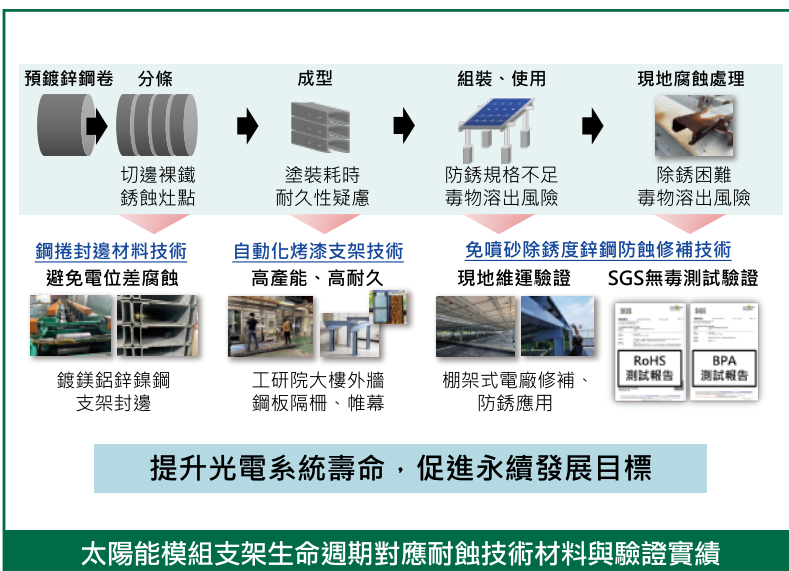 預鍍鋅鋼卷
分條
成型
組裝、使用
現地腐蝕處理
切邊裸鐵
銹蝕灶點
塗裝耗時
耐久性疑慮
防銹規格不足
毒物溶出風險
除銹困難
毒物溶出風險
鋼捲封邊材料技術
自動化烤漆支架技術
免噴砂除銹度鋅鋼防蝕修補技術
避免電位差腐蝕
高產能、高耐久
現地維運驗證
SGS無毒測試驗證
SGS
RoHS
測試報告
SGS
BPA
測試報告
鍍鎂鋁鋅鎳鋼
支架封邊
工研院大樓外牆
鋼板隔柵、帷幕
棚架式電廠修補、
防銹應用
提升光電系統壽命，促進永續發展目標
太陽能模組支架生命週期對應耐蝕技術材料與驗證實績